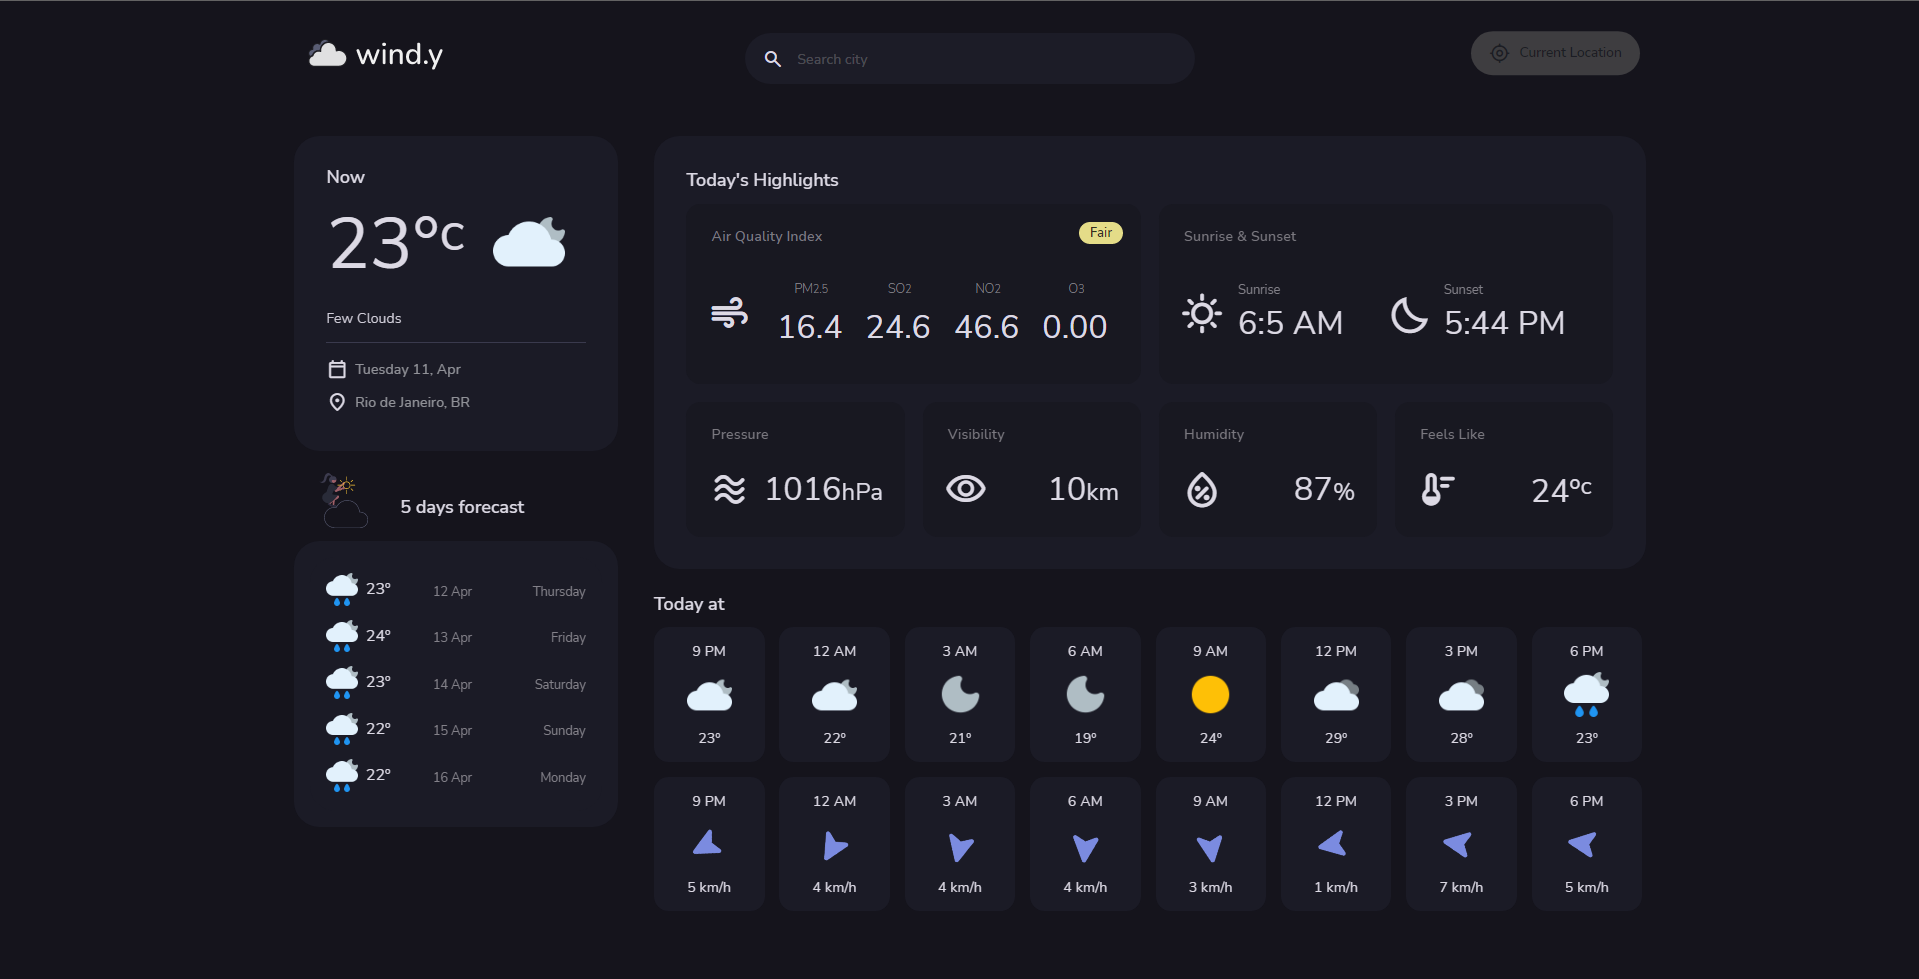 wind.y
Search city
Current Location
Now
23°c
Few Clouds
Tuesday 11, Apr
Rio de Janeiro, BR
5 days forecast
23° 12 Apr Thursday
24° 13 Apr Friday
23° 14 Apr Saturday
22° 15 Apr Sunday
22° 16 Apr Monday
Today's Highlights
Air Quality Index Fair
PM2.5 SO2 NO2 O3
16.4 24.6 46.6 0.00
Sunrise & Sunset
Sunrise Sunset
6:5 AM 5:44 PM
Pressure
1016hPa
Visibility
10km
Humidity
87%
Feels Like
24°c
Today at
9 PM 12 AM 3 AM 6 AM 9 AM 12 PM 3 PM 6 PM
23° 22° 21° 19° 24° 29° 28° 23°
9 PM 12 AM 3 AM 6 AM 9 AM 12 PM 3 PM 6 PM
5 km/h 4 km/h 4 km/h 4 km/h 3 km/h 1 km/h 7 km/h 5 km/h